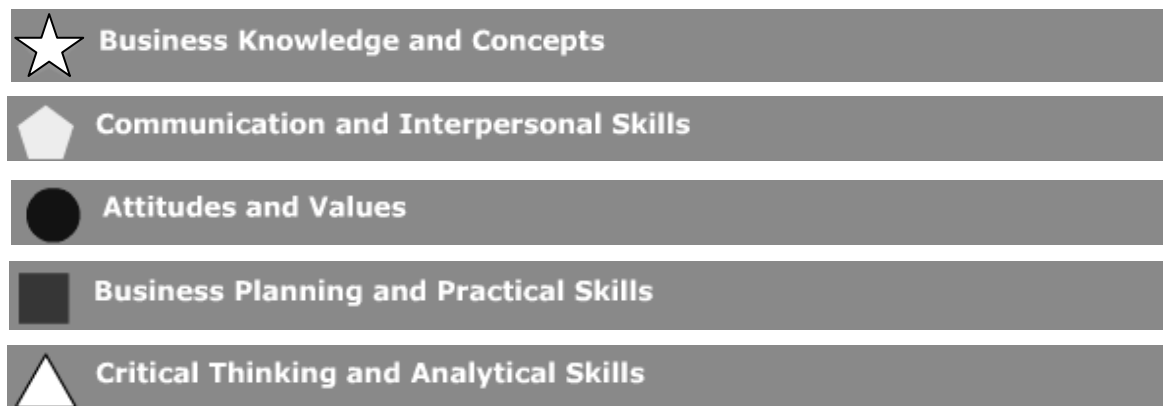 Business Knowledge and Concepts
Communication and Interpersonal Skills
Attitudes and Values
Business Planning and Practical Skills
Critical Thinking and Analytical Skills